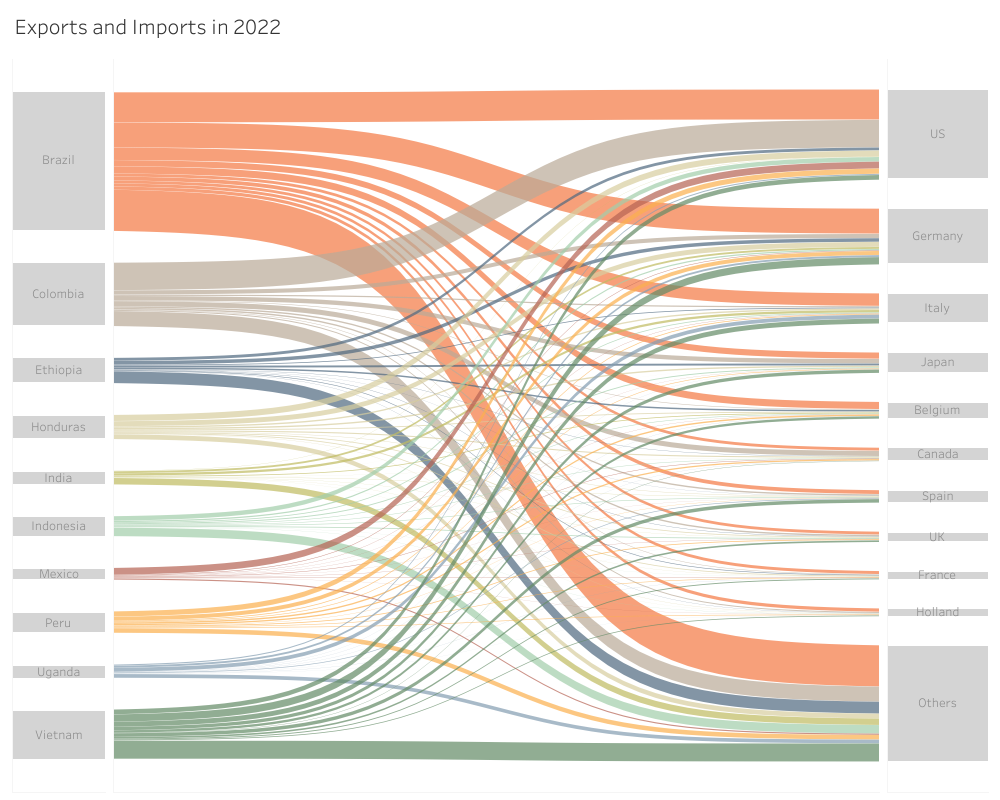 Exports and Imports in 2022
Brazil
Colombia
Ethiopia
Honduras
India
Indonesia
Mexico
Peru
Uganda
Vietnam
US
Germany
Italy
Japan
Belgium
Canada
Spain
UK
France
Holland
Others